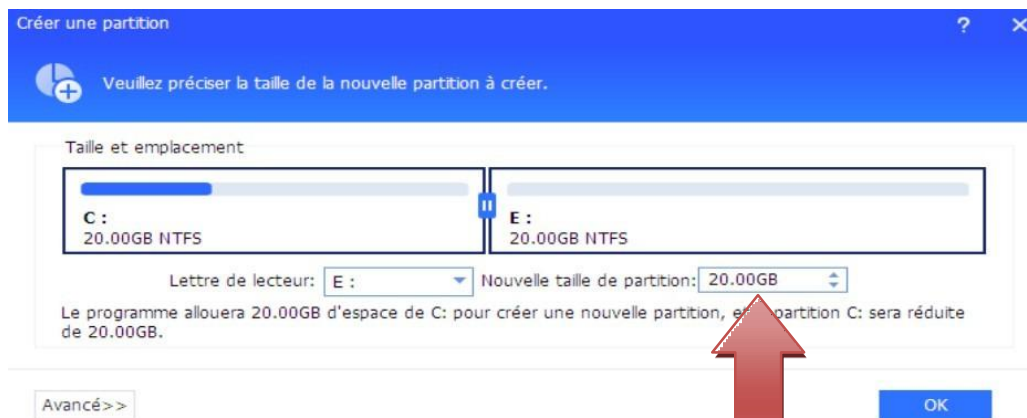 Créer une partition
?
Veuillez préciser la taille de la nouvelle partition à créer.
Taille et emplacement
C : E :
20.00GB NTFS 20.00GB NTFS
Lettre de lecteur: E : Nouvelle taille de partition: 20.00GB
Le programme allouera 20.00GB d'espace de C: pour créer une nouvelle partition, partition C: sera réduite
de 20.00GB.
Avancé>> OK